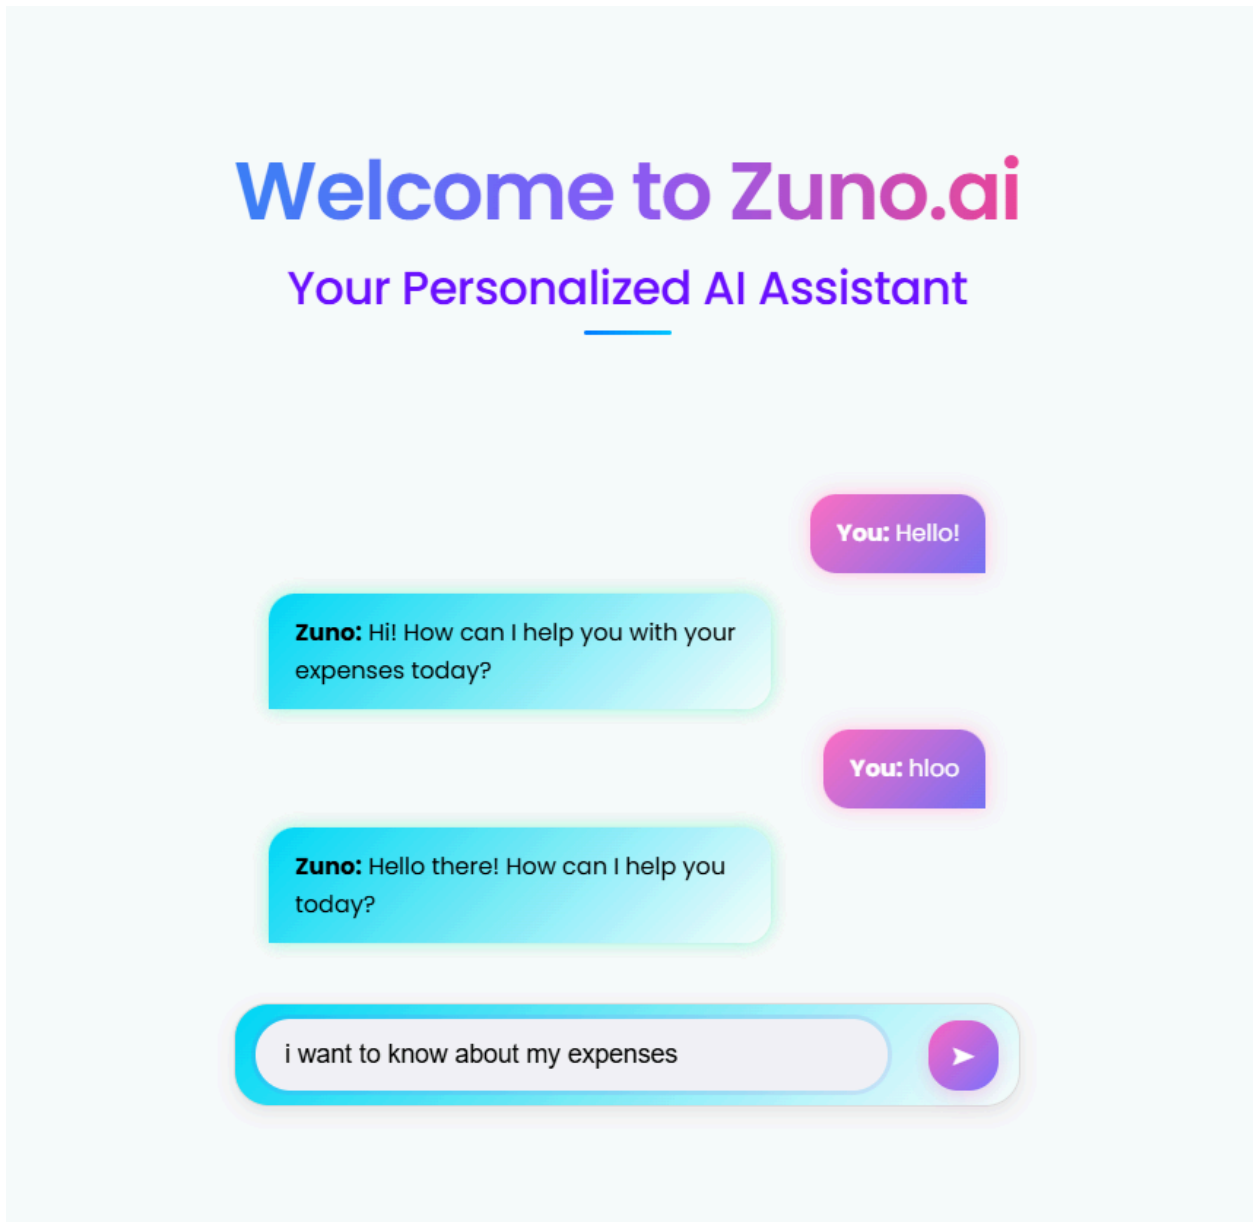 Welcome to Zuno.ai
Your Personalized AI Assistant
You: Hello!
Zuno: Hi! How can I help you with your
expenses today?
You: hloo
Zuno: Hello there! How can I help you
today?
i want to know about my expenses